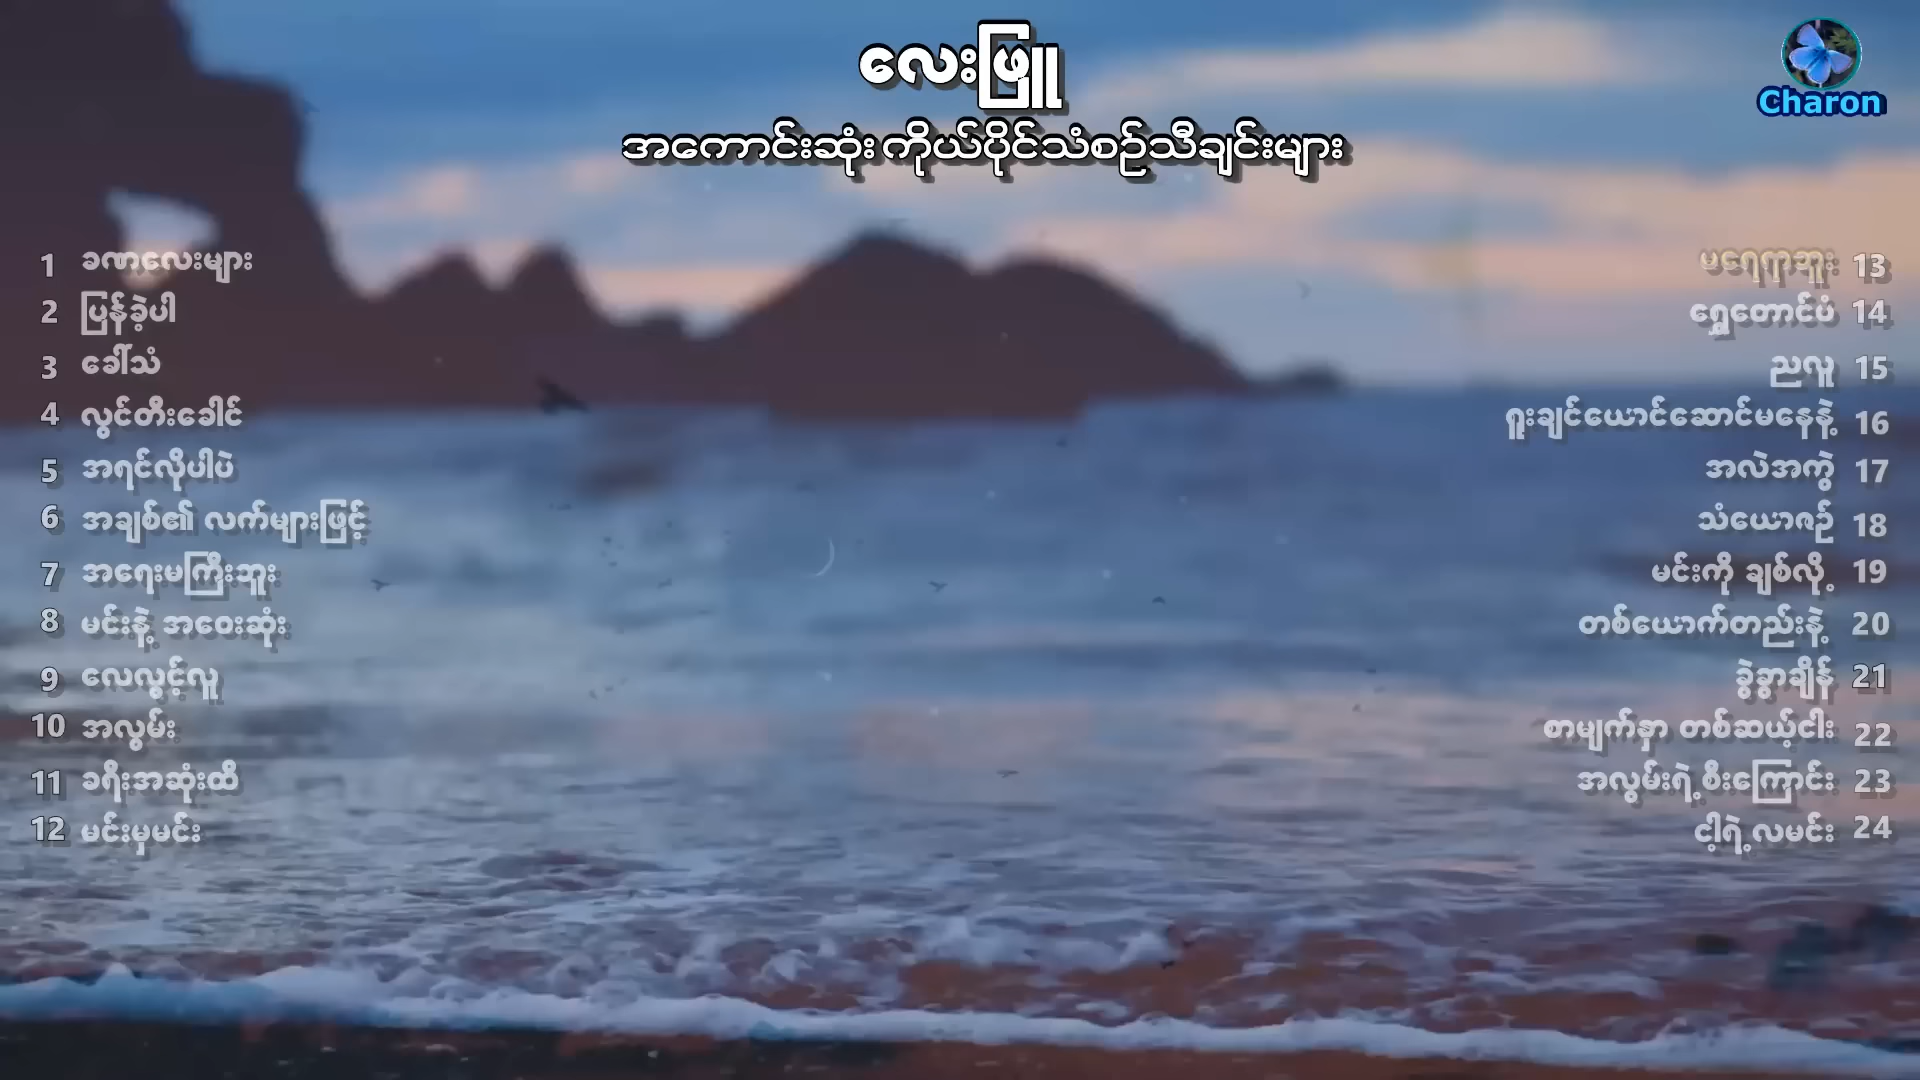 လေးဖြူ
Charon
အကောင်းဆုံး ကိုယ်ပိုင်သံစဉ်သီချင်းများ
1 ခဏလေးများ
2 ပြန်ခဲ့ပါ
3 ခေါ်သံ
4 လွင်တီးခေါင်
5 အရင်လိုပါပဲ
6 အချစ်၏ လက်များဖြင့်
7 အရေးမကြီးဘူး
8 မင်းနဲ့ အဝေးဆုံး
9 လေလွင့်လူ
10 အလွမ်း
11 ခရီးအဆုံးထိ
12 မင်းမှမင်း
မရေရာဘူး 13
ရွှေတောင်ပံ 14
ညလူ 15
ရူးချင်ယောင်ဆောင်မနေနဲ့ 16
အလဲအကွဲ 17
သံယောဇဉ် 18
မင်းကို ချစ်လို့ 19
တစ်ယောက်တည်းနဲ့ 20
ခွဲခွာချိန် 21
စာမျက်နှာ တစ်ဆယ့်ငါး 22
အလွမ်းရဲ့စီးကြောင်း 23
ငါ့ရဲ့လမင်း 24